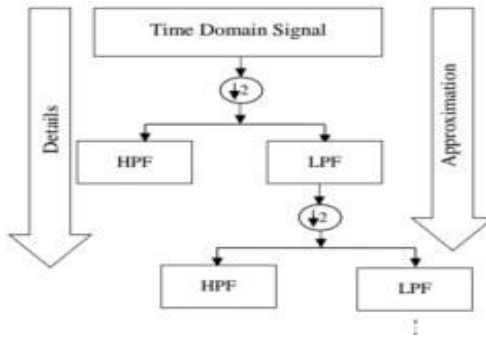 Time Domain Signal
↓2
Details
Approximation
HPF
LPF
↓2
HPF
LPF
⋮